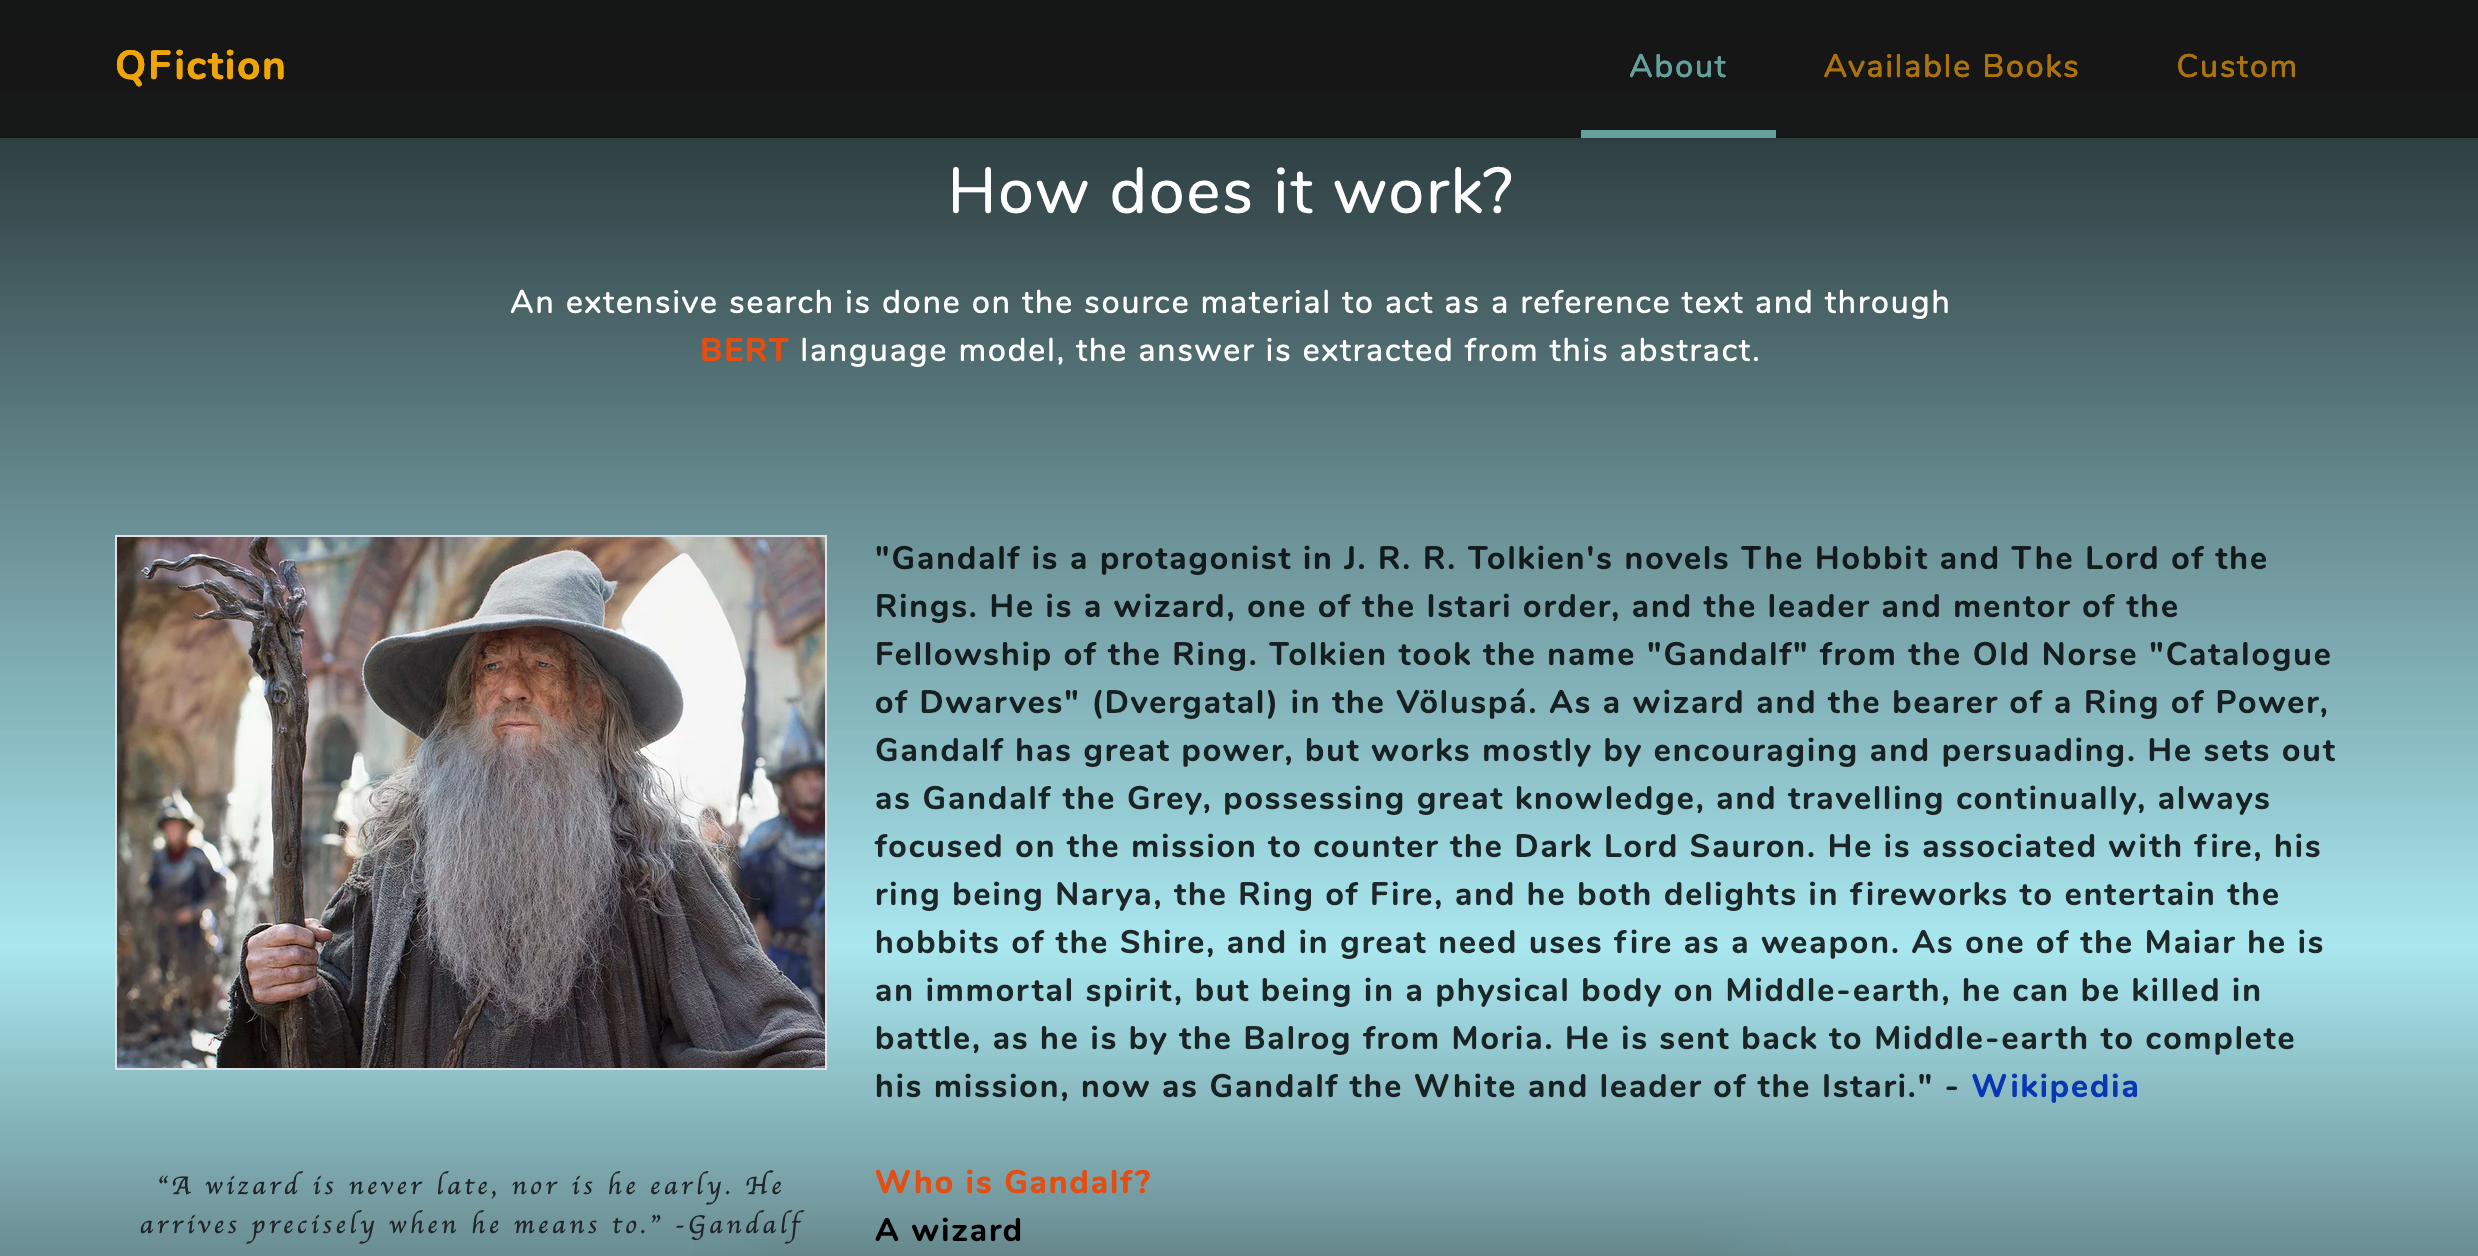 QFiction
About
Available Books
Custom
How does it work?
An extensive search is done on the source material to act as a reference text and through
BERT language model, the answer is extracted from this abstract.
"Gandalf is a protagonist in J. R. R. Tolkien's novels The Hobbit and The Lord of the
Rings. He is a wizard, one of the Istari order, and the leader and mentor of the
Fellowship of the Ring. Tolkien took the name "Gandalf" from the Old Norse "Catalogue
of Dwarves" (Dvergatal) in the Völuspá. As a wizard and the bearer of a Ring of Power,
Gandalf has great power, but works mostly by encouraging and persuading. He sets out
as Gandalf the Grey, possessing great knowledge, and travelling continually, always
focused on the mission to counter the Dark Lord Sauron. He is associated with fire, his
ring being Narya, the Ring of Fire, and he both delights in fireworks to entertain the
hobbits of the Shire, and in great need uses fire as a weapon. As one of the Maiar he is
an immortal spirit, but being in a physical body on Middle-earth, he can be killed in
battle, as he is by the Balrog from Moria. He is sent back to Middle-earth to complete
his mission, now as Gandalf the White and leader of the Istari." - Wikipedia
“A wizard is never late, nor is he early. He
arrives precisely when he means to.” -Gandalf
Who is Gandalf?
A wizard